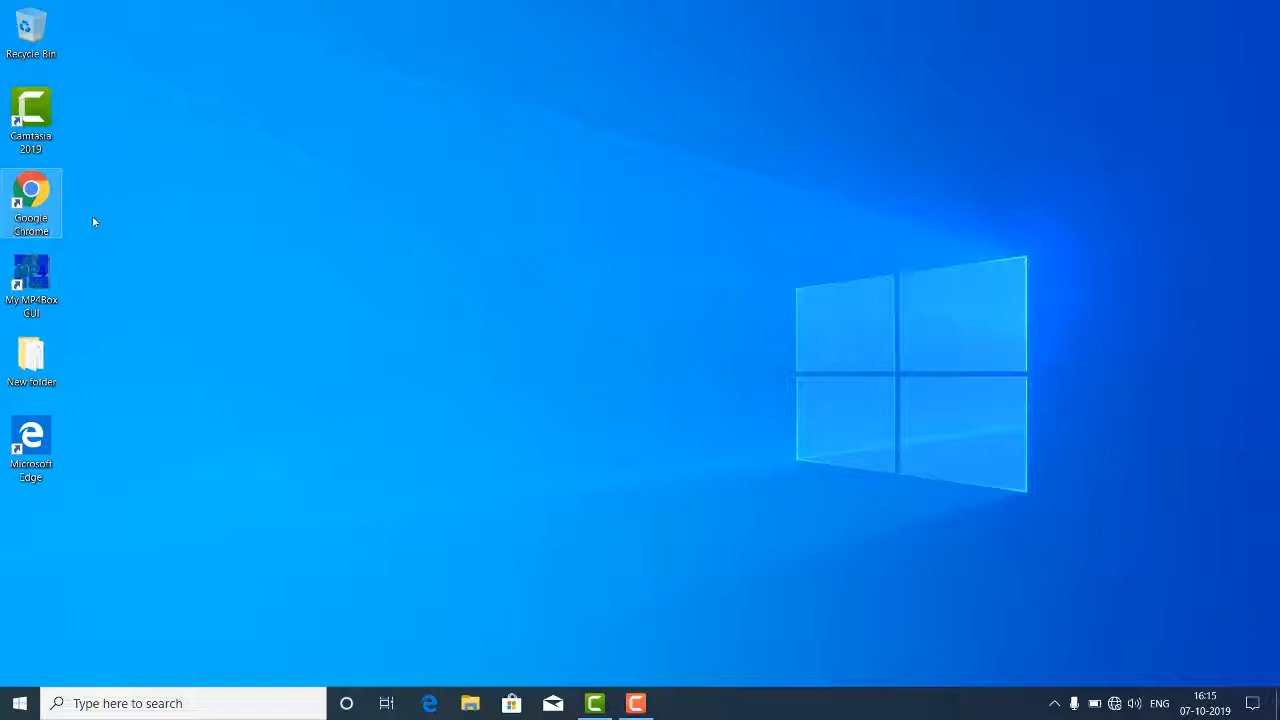 Recycle Bin
Camtasia
2019
Google
Chrome
My MP4Box
GUI
New folder
Microsoft
Edge
Type here to search
ENG
16:15
07-10-2019